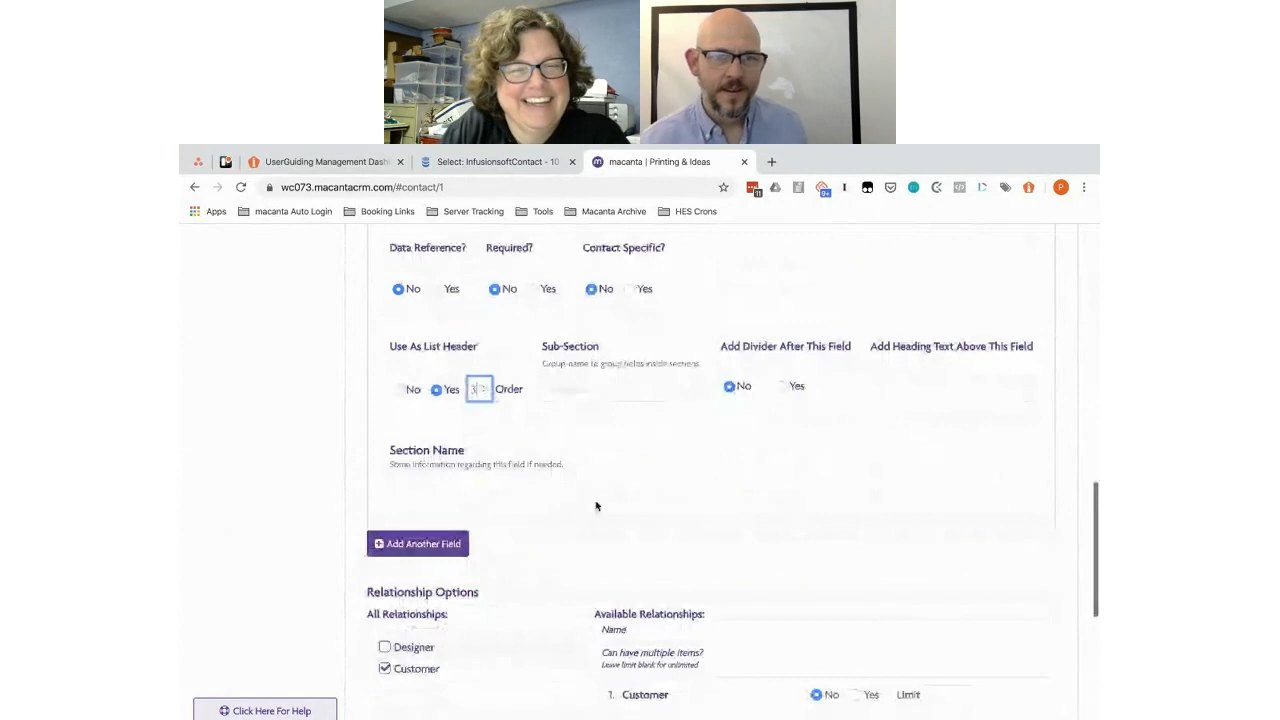 UserGuiding Management Dash
Select: InfusionsoftContact - 10
macanta | Printing & Ideas
wc073.macantacrm.com/#contact/1
11
9+
P
Apps
macanta Auto Login
Booking Links
Server Tracking
Tools
Macanta Archive
HES Crons
Data Reference? Required? Contact Specific?
No Yes No Yes No Yes
Use As List Header Sub-Section Add Divider After This Field Add Heading Text Above This Field
Group-name to group fields inside sections.
No Yes Order No Yes
Section Name
Some information regarding this field if needed.
Add Another Field
Relationship Options
All Relationships: Available Relationships:
Name
Designer Can have multiple items?
Leave limit blank for unlimited
Customer
1. Customer No Yes Limit
Click Here For Help